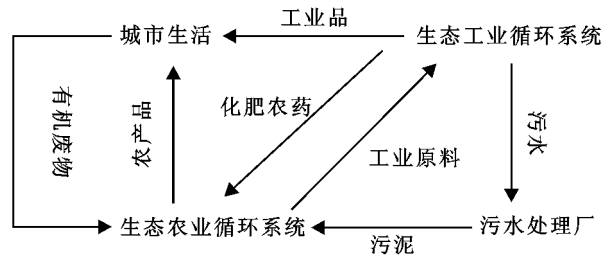 工业品
城市生活
生态工业循环系统
有机废物
农产品
化肥农药
工业原料
污水
生态农业循环系统
污泥
污水处理厂